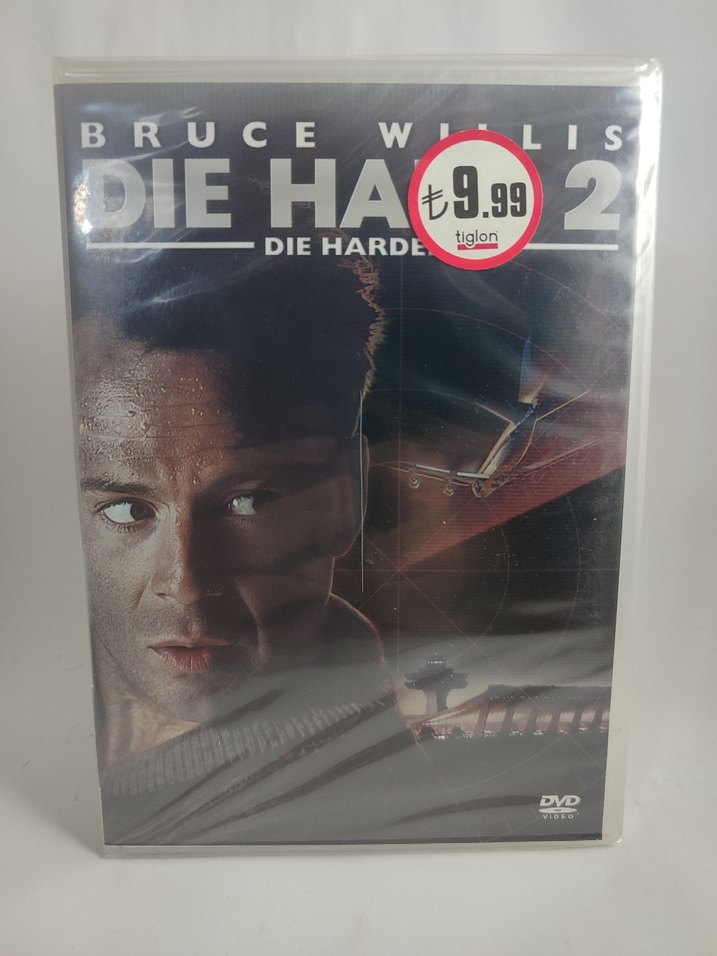 BRUCE WILLIS
DIE HA 2
₺9.99
tiglon
DIE HARDE
DVD
VIDEO